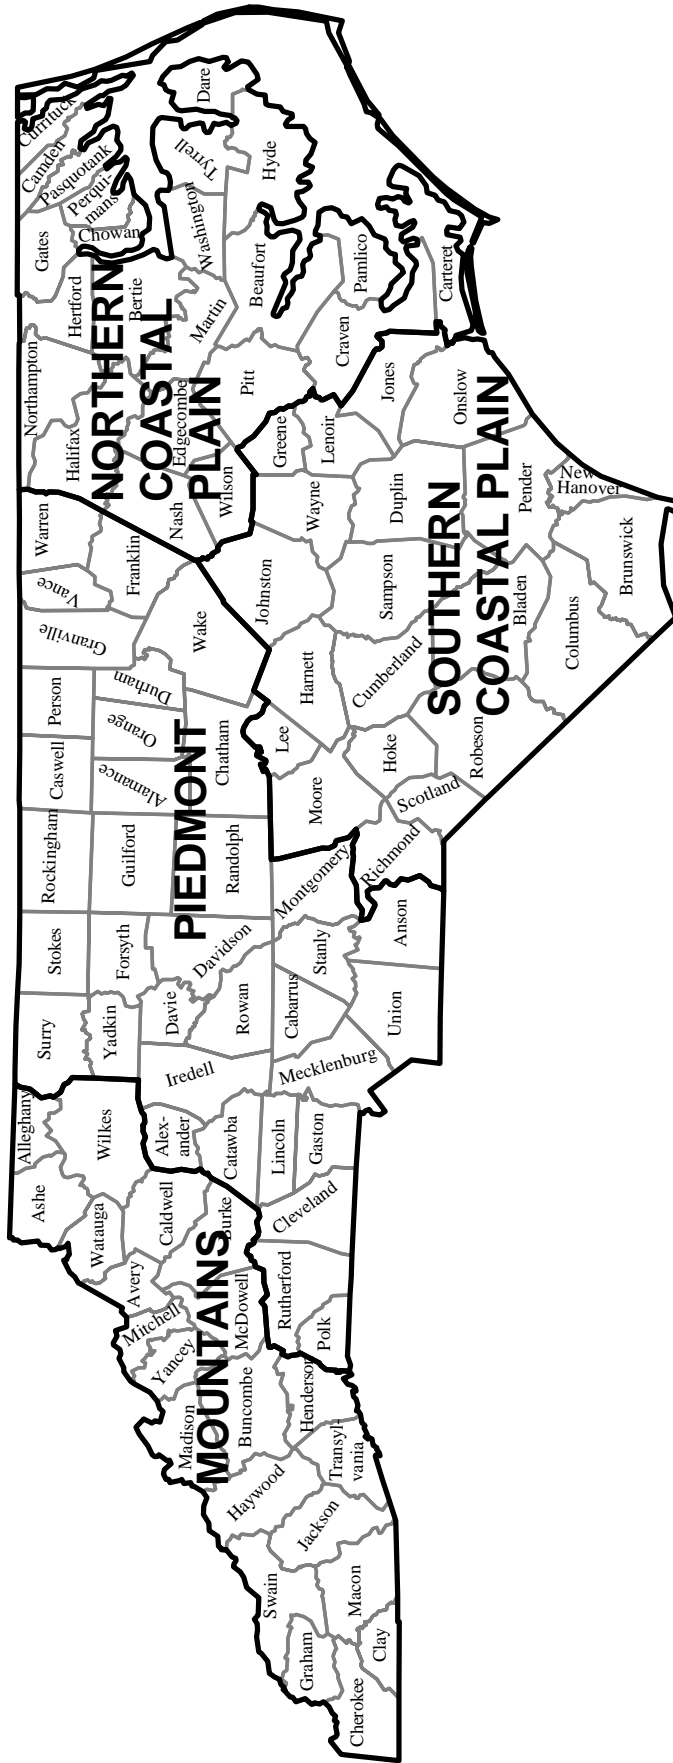 Cherokee
Graham
Clay
Swain
Macon
Jackson
Haywood
Transyl-
vania
Madison
Buncombe
Henderson
Yancey
Mitchell
Avery
McDowell
Rutherford
Polk
Watauga
Ashe
Alleghany
Wilkes
Caldwell
Burke
MOUNTAINS
Cleveland
Alex-
ander
Catawba
Lincoln
Gaston
Surry
Yadkin
Iredell
Davie
Rowan
Mecklenburg
Cabarrus
Union
Stokes
Forsyth
Davidson
Stanly
Anson
Rockingham
Guilford
Randolph
Montgomery
Richmond
Caswell
Alamance
PIEDMONT
Chatham
Moore
Scotland
Person
Orange
Durham
Lee
Hoke
Robeson
Granville
Vance
Wake
Harnett
Cumberland
Warren
Franklin
Johnston
Sampson
Bladen
Columbus
Brunswick
SOUTHERN
COASTAL PLAIN
Nash
Wilson
Wayne
Duplin
Pender
New
Hanover
Halifax
Northampton
Edgecombe
Greene
Lenoir
Jones
Onslow
NORTHERN
COASTAL
PLAIN
Hertford
Bertie
Martin
Pitt
Craven
Gates
Chowan
Perqui-
mans
Pasquotank
Camden
Currituck
Washington
Tyrrell
Dare
Hyde
Beaufort
Pamlico
Carteret